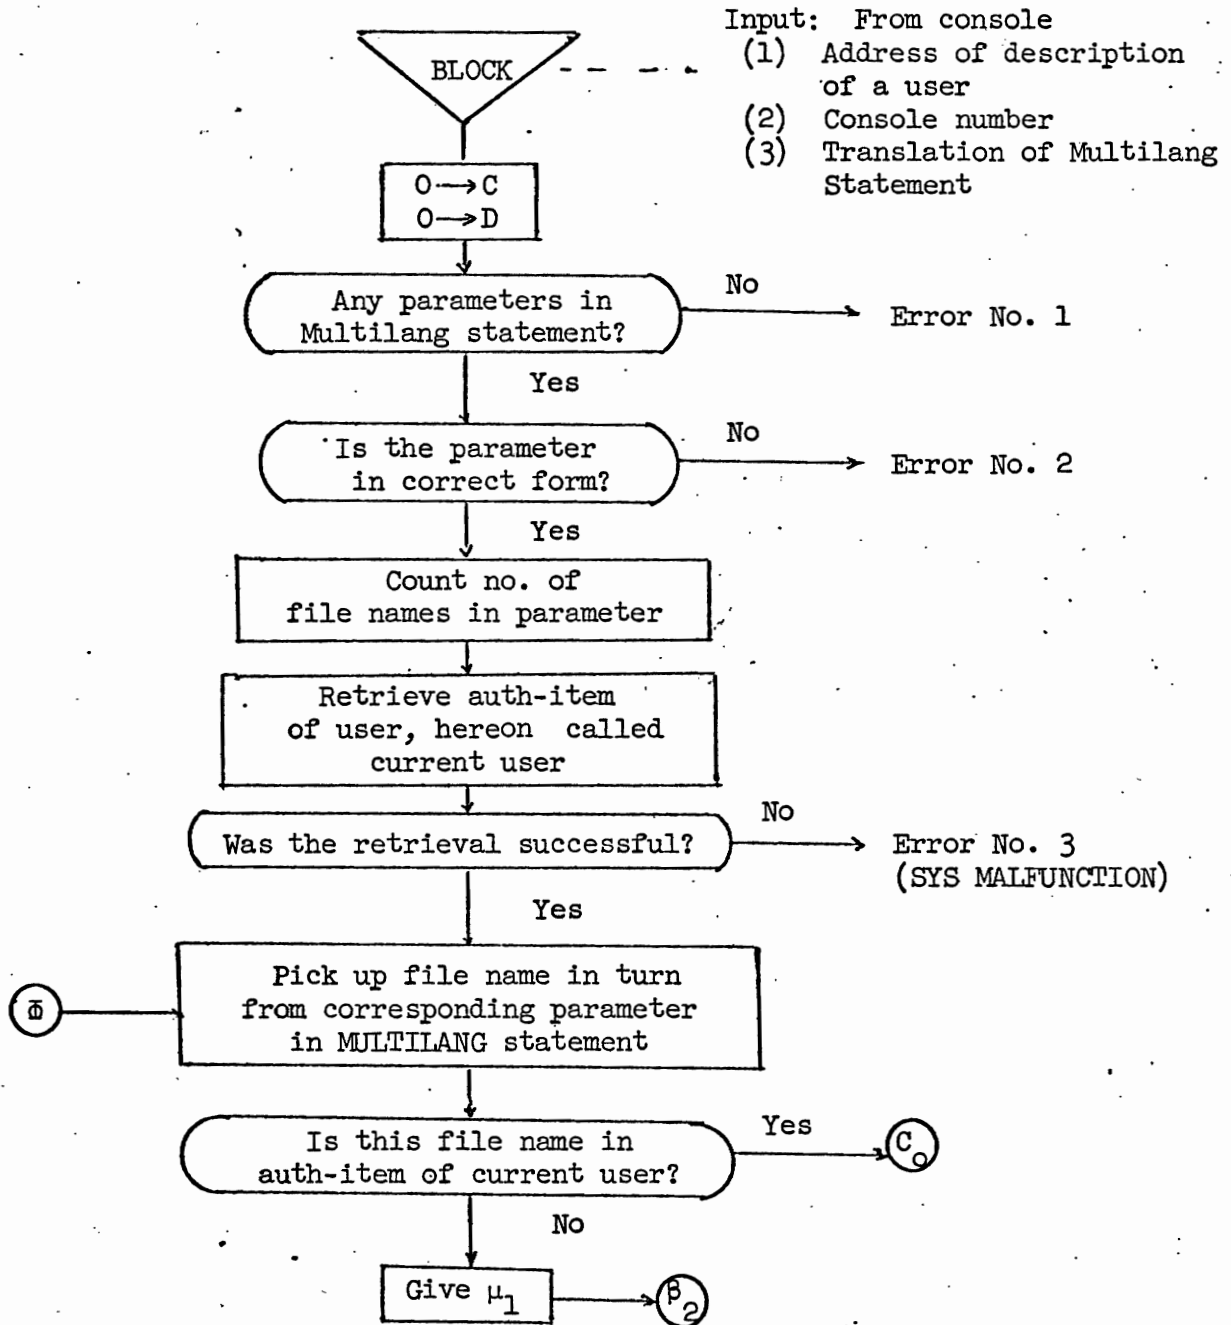 Input: From console
(1) Address of description
of a user
(2) Console number
(3) Translation of Multilang
Statement
BLOCK
O→C
O→D
Any parameters in
Multilang statement?
No
Error No. 1
Yes
Is the parameter
in correct form?
No
Error No. 2
Yes
Count no. of
file names in parameter
Retrieve auth-item
of user, hereon called
current user
Was the retrieval successful?
No
Error No. 3
(SYS MALFUNCTION)
Yes
Φ
Pick up file name in turn
from corresponding parameter
in MULTILANG statement
Is this file name in
auth-item of current user?
Yes
C₀
No
Give μ₁
β₂